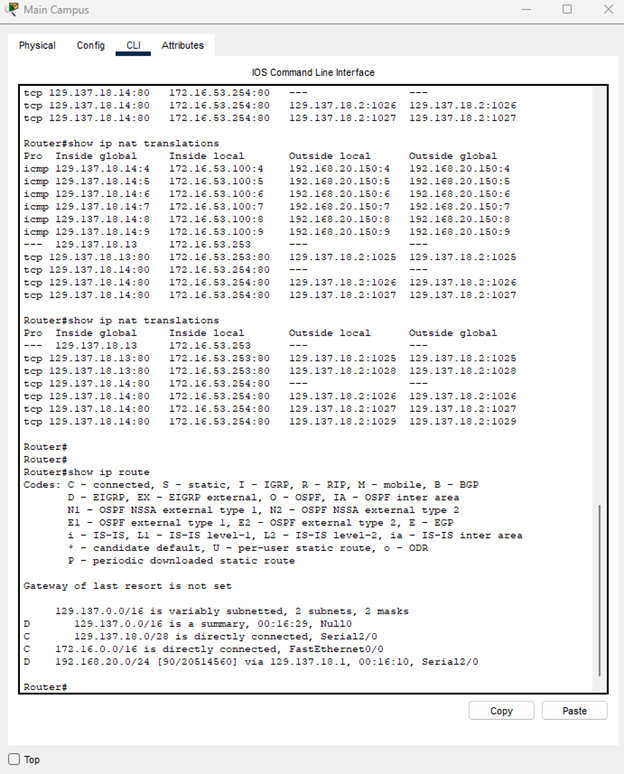 Main Campus
Physical Config CLI Attributes
IOS Command Line Interface
tcp 129.137.18.14:80 172.16.53.254:80 --- ---
tcp 129.137.18.14:80 172.16.53.254:80 129.137.18.2:1026 129.137.18.2:1026
tcp 129.137.18.14:80 172.16.53.254:80 129.137.18.2:1027 129.137.18.2:1027
Router#show ip nat translations
Pro Inside global Inside local Outside local Outside global
icmp 129.137.18.14:4 172.16.53.100:4 192.168.20.150:4 192.168.20.150:4
icmp 129.137.18.14:5 172.16.53.100:5 192.168.20.150:5 192.168.20.150:5
icmp 129.137.18.14:6 172.16.53.100:6 192.168.20.150:6 192.168.20.150:6
icmp 129.137.18.14:7 172.16.53.100:7 192.168.20.150:7 192.168.20.150:7
icmp 129.137.18.14:8 172.16.53.100:8 192.168.20.150:8 192.168.20.150:8
icmp 129.137.18.14:9 172.16.53.100:9 192.168.20.150:9 192.168.20.150:9
--- 129.137.18.13 172.16.53.253 --- ---
tcp 129.137.18.13:80 172.16.53.253:80 129.137.18.2:1025 129.137.18.2:1025
tcp 129.137.18.14:80 172.16.53.254:80 --- ---
tcp 129.137.18.14:80 172.16.53.254:80 129.137.18.2:1026 129.137.18.2:1026
tcp 129.137.18.14:80 172.16.53.254:80 129.137.18.2:1027 129.137.18.2:1027
Router#show ip nat translations
Pro Inside global Inside local Outside local Outside global
--- 129.137.18.13 172.16.53.253 --- ---
tcp 129.137.18.13:80 172.16.53.253:80 129.137.18.2:1025 129.137.18.2:1025
tcp 129.137.18.13:80 172.16.53.253:80 129.137.18.2:1028 129.137.18.2:1028
tcp 129.137.18.14:80 172.16.53.254:80 --- ---
tcp 129.137.18.14:80 172.16.53.254:80 129.137.18.2:1026 129.137.18.2:1026
tcp 129.137.18.14:80 172.16.53.254:80 129.137.18.2:1027 129.137.18.2:1027
tcp 129.137.18.14:80 172.16.53.254:80 129.137.18.2:1029 129.137.18.2:1029
Router#
Router#
Router#show ip route
Codes: C - connected, S - static, I - IGRP, R - RIP, M - mobile, B - BGP
D - EIGRP, EX - EIGRP external, O - OSPF, IA - OSPF inter area
N1 - OSPF NSSA external type 1, N2 - OSPF NSSA external type 2
E1 - OSPF external type 1, E2 - OSPF external type 2, E - EGP
i - IS-IS, L1 - IS-IS level-1, L2 - IS-IS level-2, ia - IS-IS inter area
* - candidate default, U - per-user static route, o - ODR
P - periodic downloaded static route
Gateway of last resort is not set
129.137.0.0/16 is variably subnetted, 2 subnets, 2 masks
D 129.137.0.0/16 is a summary, 00:16:29, Null0
C 129.137.18.0/28 is directly connected, Serial2/0
C 172.16.0.0/16 is directly connected, FastEthernet0/0
D 192.168.20.0/24 [90/20514560] via 129.137.18.1, 00:16:10, Serial2/0
Router#
Copy Paste
Top